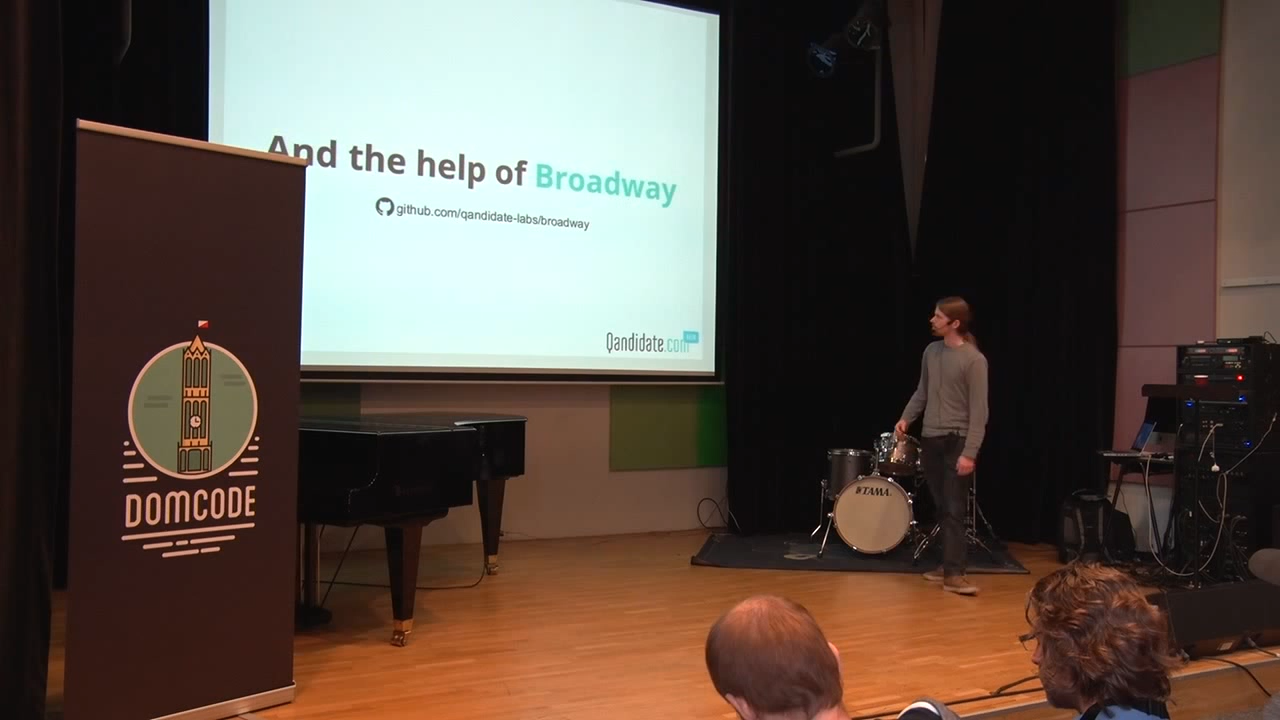 And the help of Broadway
github.com/qandidate-labs/broadway
Qandidate.com
DOMCODE
TAMA